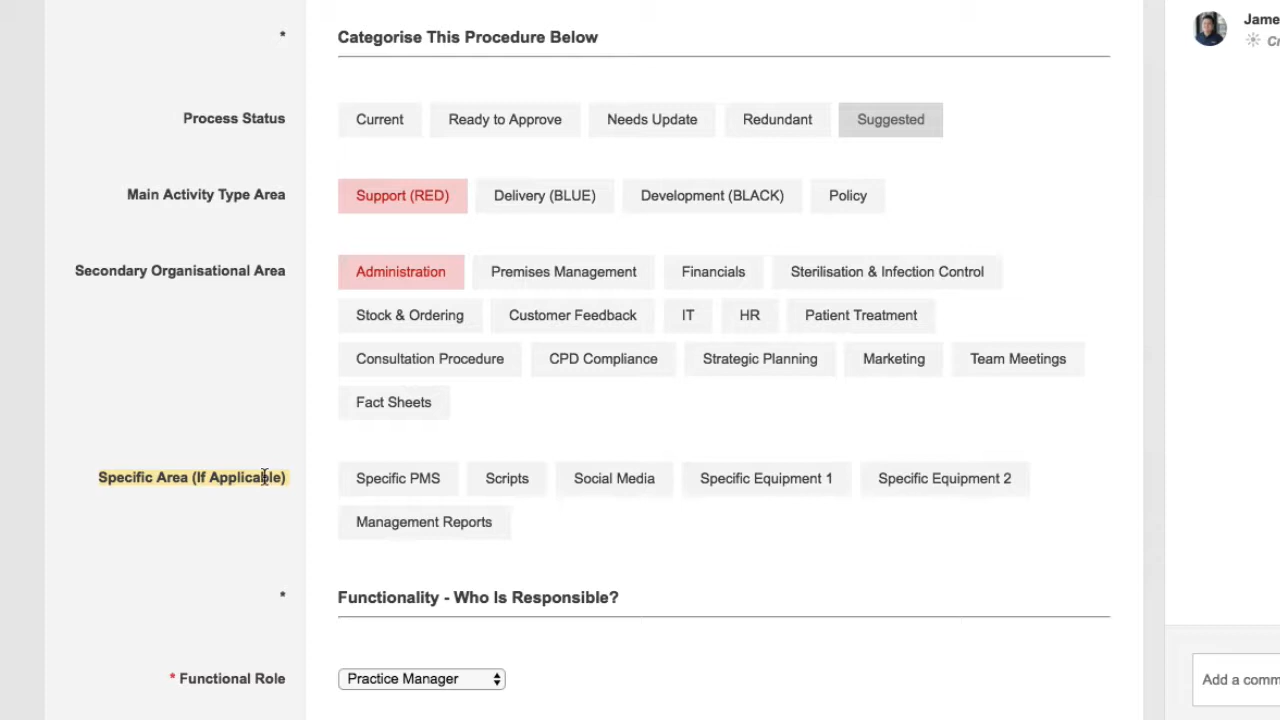 * Categorise This Procedure Below
Process Status Current Ready to Approve Needs Update Redundant Suggested
Main Activity Type Area Support (RED) Delivery (BLUE) Development (BLACK) Policy
Secondary Organisational Area Administration Premises Management Financials Sterilisation & Infection Control
Stock & Ordering Customer Feedback IT HR Patient Treatment
Consultation Procedure CPD Compliance Strategic Planning Marketing Team Meetings
Fact Sheets
Specific Area (If Applicable) Specific PMS Scripts Social Media Specific Equipment 1 Specific Equipment 2
Management Reports
* Functionality - Who Is Responsible?
* Functional Role Practice Manager
Jame
Cr
Add a comm